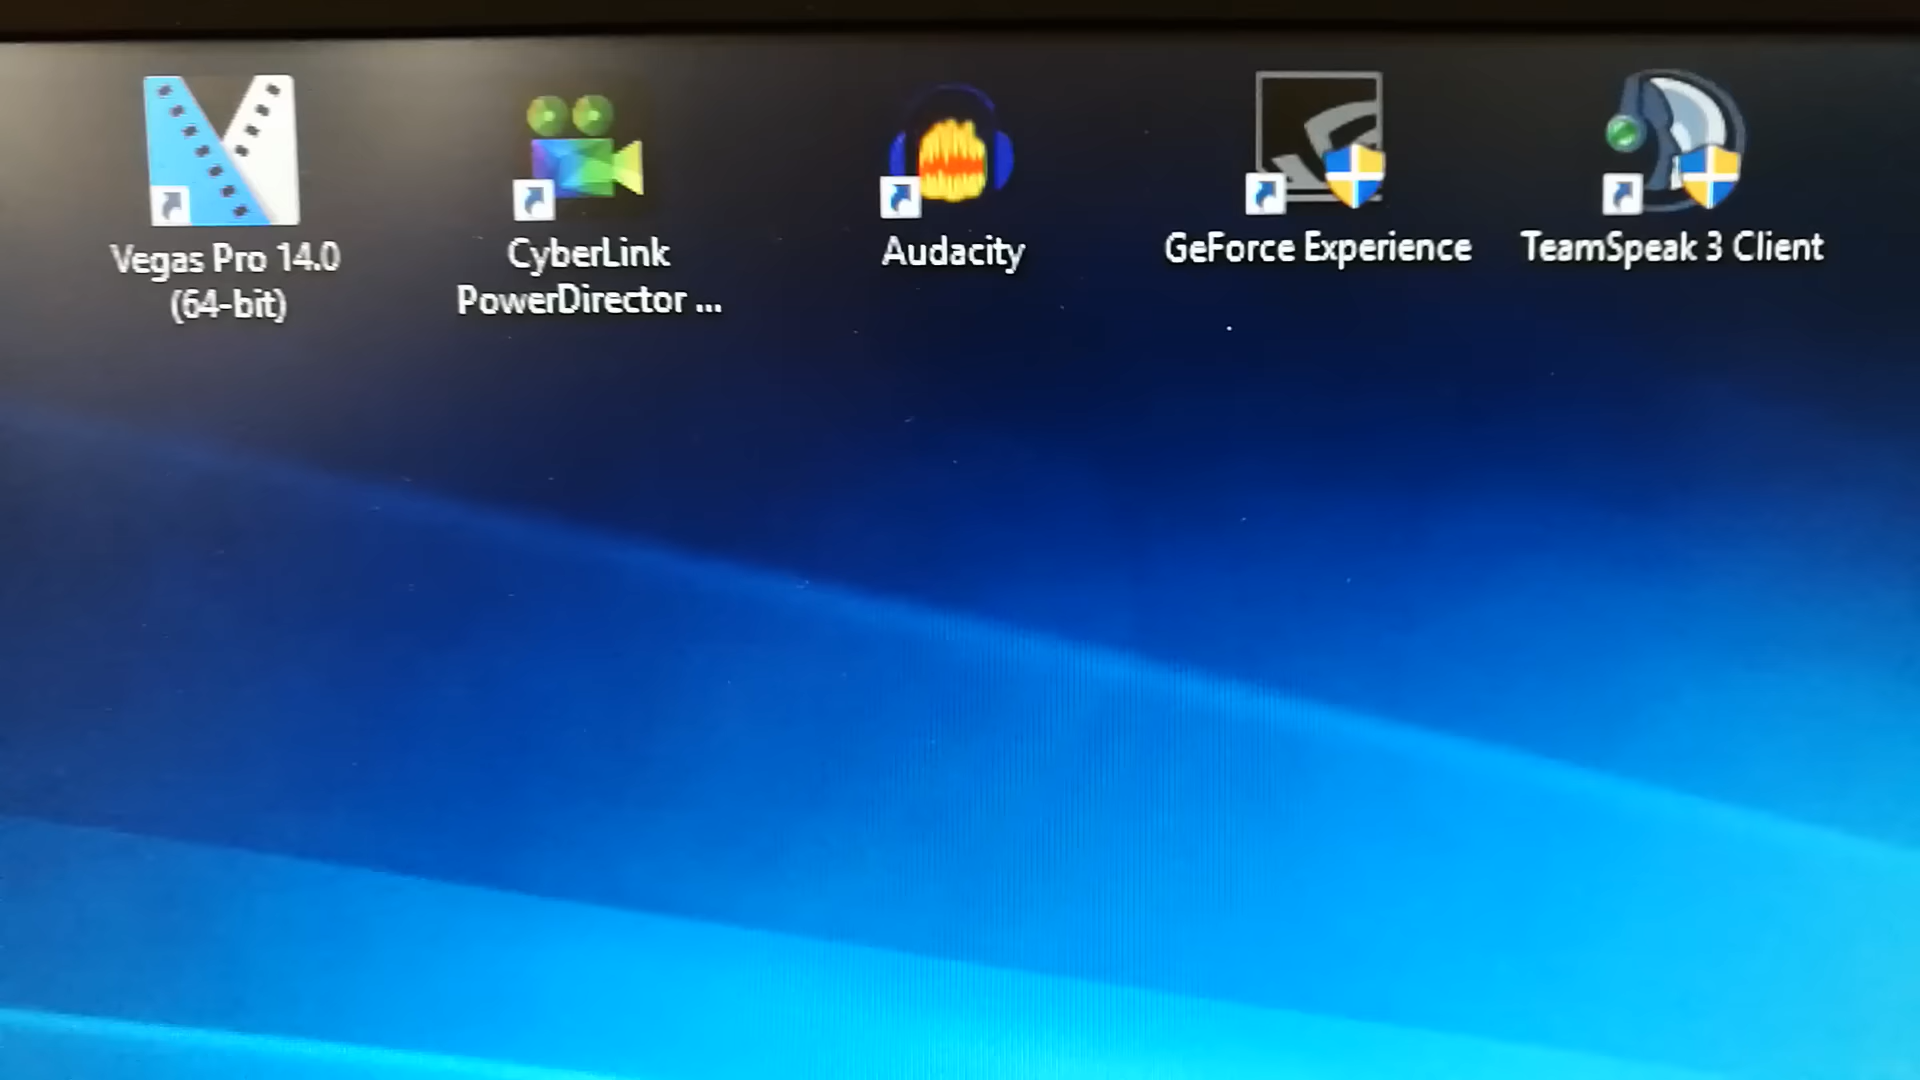 Vegas Pro 14.0
(64-bit)
CyberLink
PowerDirector ...
Audacity
GeForce Experience
TeamSpeak 3 Client